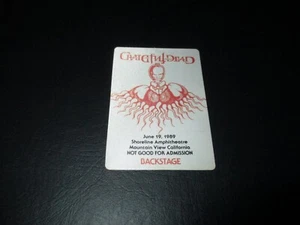 GRATEFUL DEAD
June 19, 1989
Shoreline Amphitheatre
Mountain View California
NOT GOOD FOR ADMISSION
BACKSTAGE